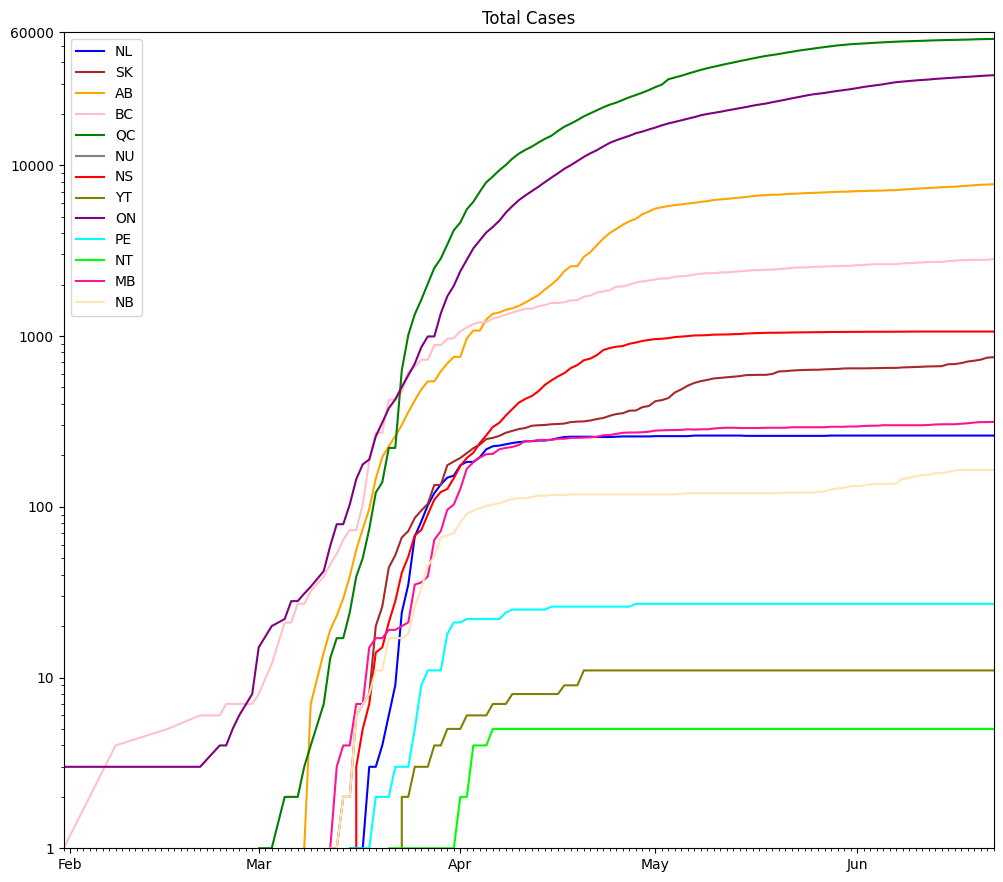 Total Cases
60000
10000
1000
100
10
1
NL
SK
AB
BC
QC
NU
NS
YT
ON
PE
NT
MB
NB
Feb Mar Apr May Jun